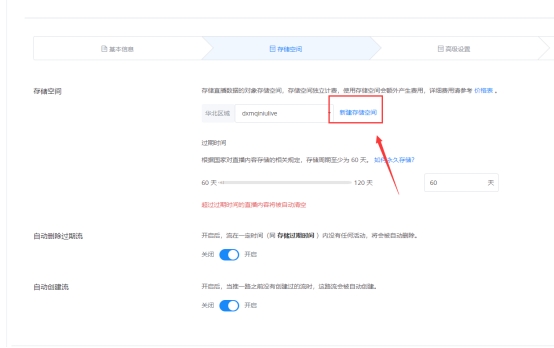 基本信息
存储空间
高级设置
存储空间
存储直播数据的对象存储空间，存储空间独立计费，使用存储空间会额外产生费用，详细费用请参考 价格表 。
华北区域 dxmqiniulive
新建存储空间
过期时间
根据国家对直播内容存储的相关规定，存储周期至少为 60 天。 如何永久存储?
60 天 120 天 60 天
超过过期时间的直播内容将被自动清空
自动删除过期流
开启后，流在一定时间（同 存储过期时间 ）内没有任何活动，将会被自动删除。
关闭 开启
自动创建流
开启后，当推一路之前没有创建过的流时，这路流会被自动创建。
关闭 开启